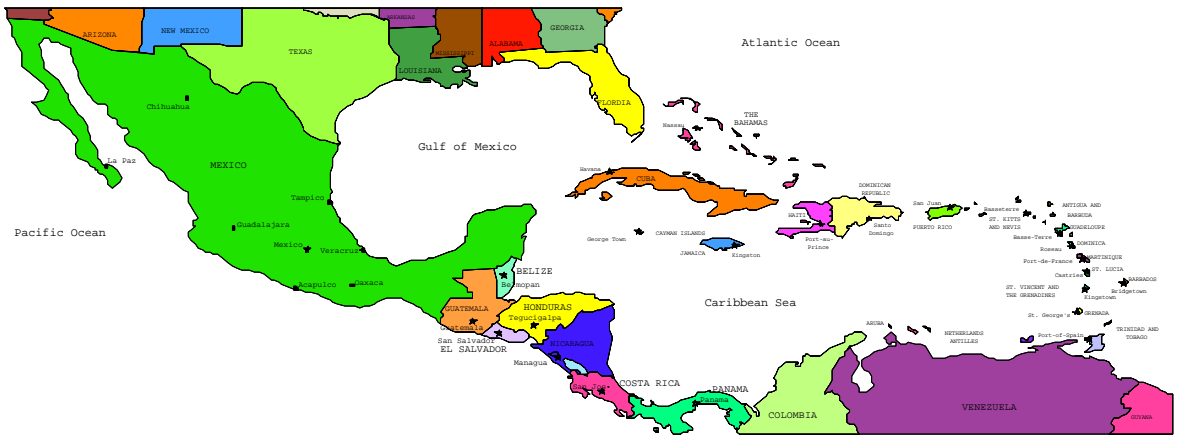 ARKANSAS
ARIZONA
NEW MEXICO
TEXAS
LOUISIANA
MISSISSIPPI
ALABAMA
GEORGIA
FLORDIA
Atlantic Ocean
Gulf of Mexico
Pacific Ocean
Caribbean Sea
Chihuahua
La Paz
MEXICO
Tampico
Guadalajara
Mexico
Veracruz
Acapulco
Oaxaca
THE
BAHAMAS
Nassau
Havana
CUBA
George Town
CAYMAN ISLANDS
JAMAICA
Kingston
HAITI
Port-au-
Prince
DOMINICAN
REPUBLIC
Santo
Domingo
San Juan
PUERTO RICO
Basseterre
ST. KITTS
AND NEVIS
ANTIGUA AND
BARBUDA
GUADELOUPE
Basse-Terre
DOMINICA
Roseau
MARTINIQUE
Port-de-France
ST. LUCIA
Castries
BARBADOS
Bridgetown
ST. VINCENT AND
THE GRENADINES
Kingstown
St. George's
GRENADA
Port-of-Spain
TRINIDAD AND
TOBAGO
ARUBA
NETHERLANDS
ANTILLES
BELIZE
Belmopan
GUATEMALA
Guatemala
HONDURAS
Tegucigalpa
San Salvador
EL SALVADOR
NICARAGUA
Managua
COSTA RICA
San Jos.
PANAMA
Panama
COLOMBIA
VENEZUELA
GUYANA